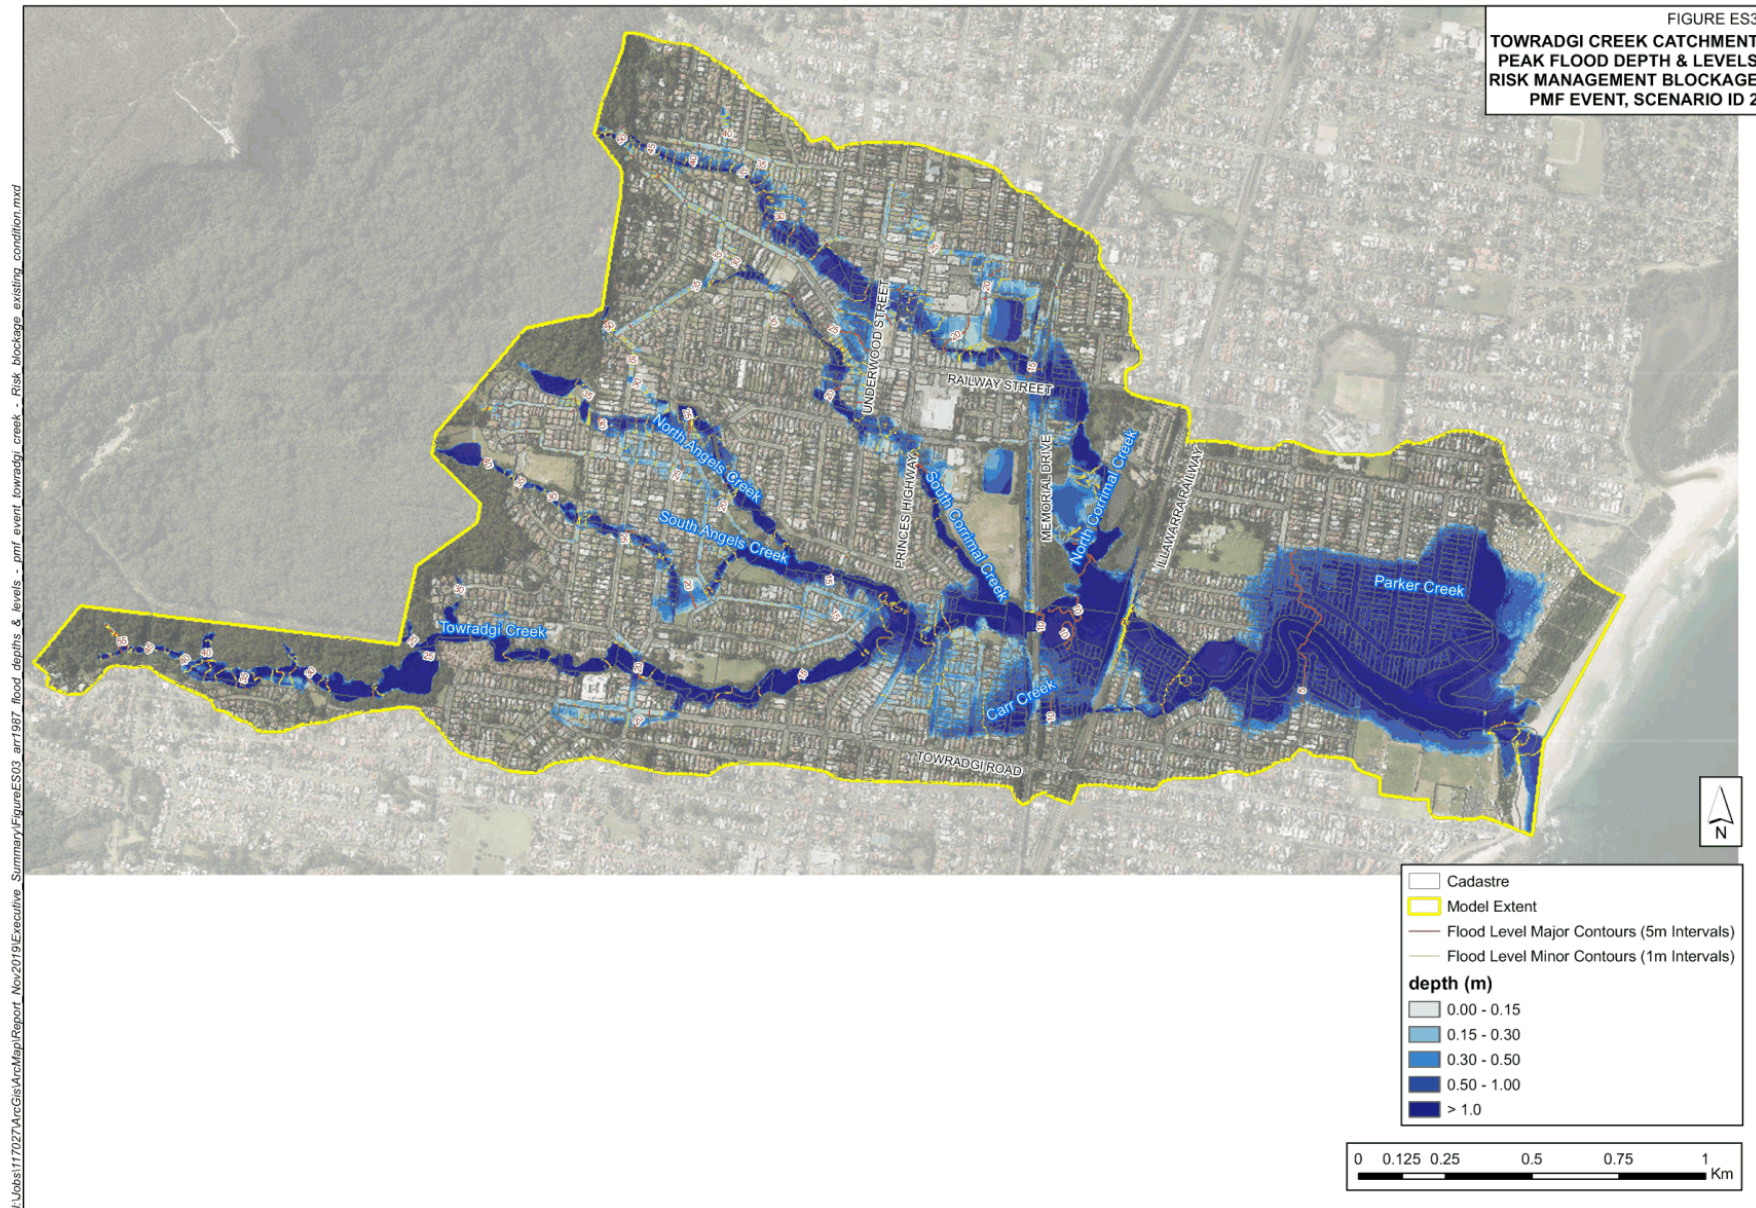 FIGURE ES3
TOWRADGI CREEK CATCHMENT
PEAK FLOOD DEPTH & LEVELS
RISK MANAGEMENT BLOCKAGE
PMF EVENT, SCENARIO ID 2
UNDERWOOD STREET
RAILWAY STREET
North Angels Creek
South Angels Creek
PRINCES HIGHWAY
South Corrimal Creek
MEMORIAL DRIVE
North Corrimal Creek
ILLAWARRA RAILWAY
Parker Creek
Towradgi Creek
Carr Creek
TOWRADGI ROAD
N
Cadastre
Model Extent
Flood Level Major Contours (5m Intervals)
Flood Level Minor Contours (1m Intervals)
depth (m)
0.00 - 0.15
0.15 - 0.30
0.30 - 0.50
0.50 - 1.00
> 1.0
0 0.125 0.25 0.5 0.75 1
Km
I:\Jobs\117027\ArcGis\ArcMap\Report_Nov2019\Executive_Summary\FigureES03_arr1987_flood_depths_&_levels_-_pmf_event_towradgi_creek_-_Risk_blockage_existing_condition.mxd